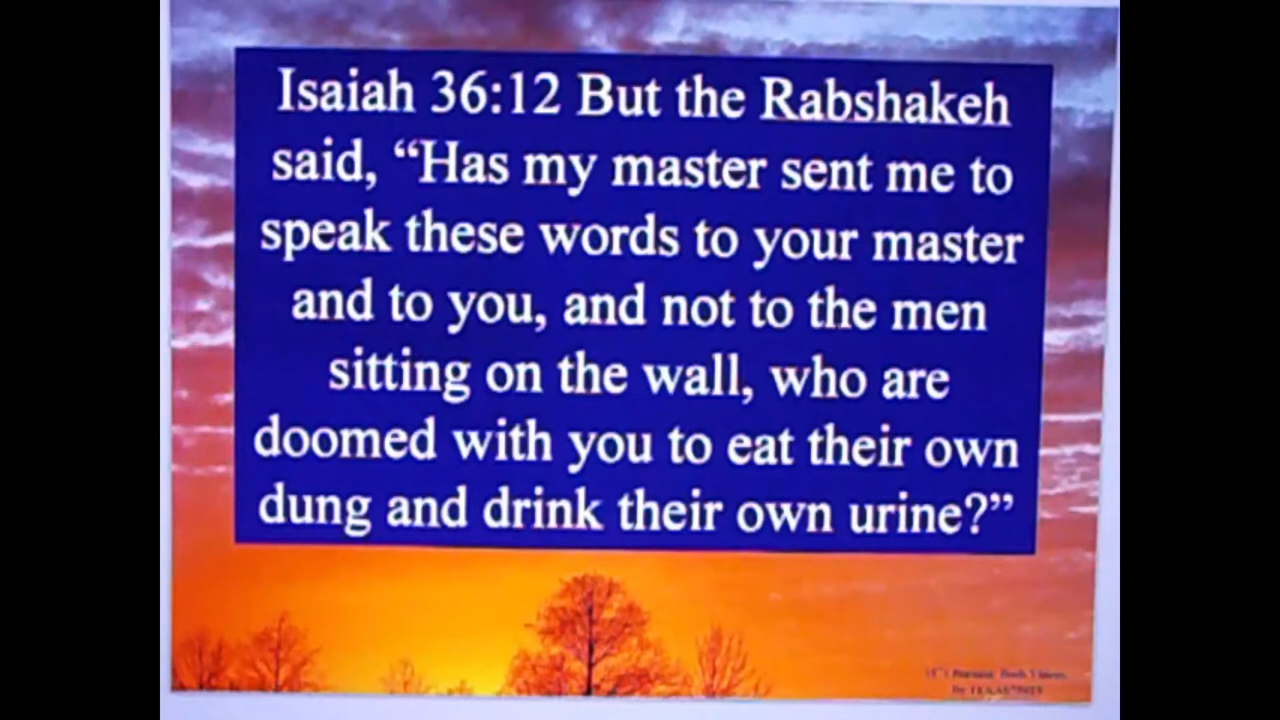 Isaiah 36:12 But the Rabshakeh
said, “Has my master sent me to
speak these words to your master
and to you, and not to the men
sitting on the wall, who are
doomed with you to eat their own
dung and drink their own urine?”